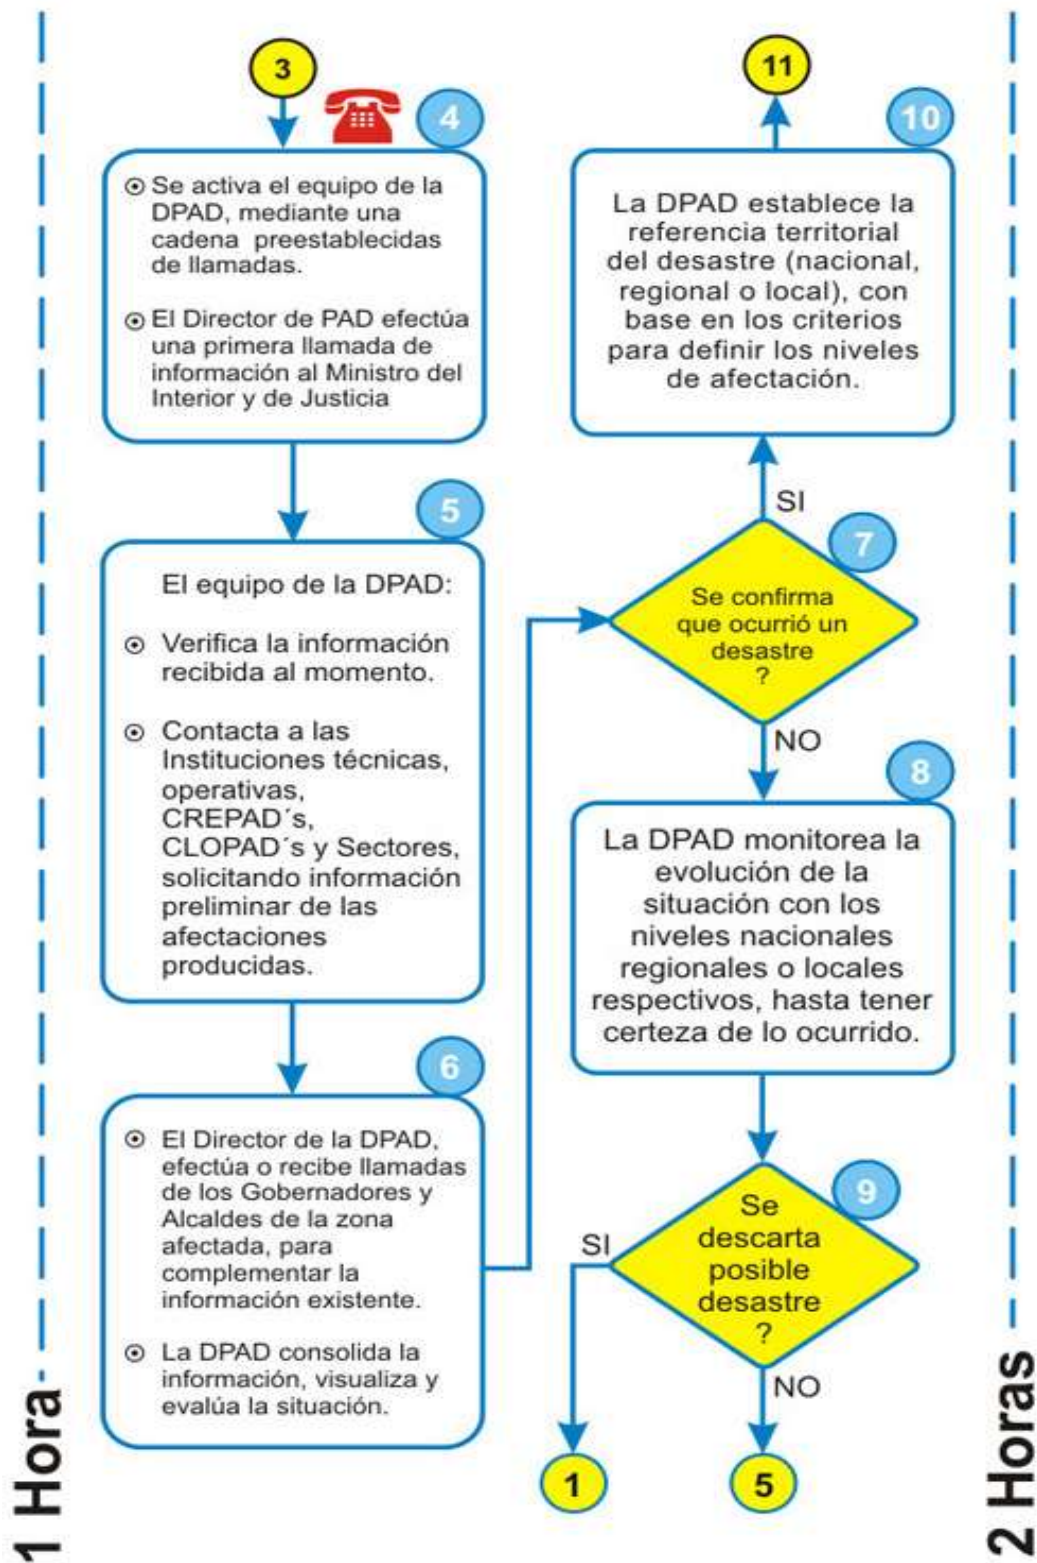 3
4
Se activa el equipo de la
DPAD, mediante una
cadena preestablecidas
de llamadas.
El Director de PAD efectúa
una primera llamada de
información al Ministro del
Interior y de Justicia
5
El equipo de la DPAD:
Verifica la información
recibida al momento.
Contacta a las
Instituciones técnicas,
operativas,
CREPAD´s,
CLOPAD´s y Sectores,
solicitando información
preliminar de las
afectaciones
producidas.
6
El Director de la DPAD,
efectúa o recibe llamadas
de los Gobernadores y
Alcaldes de la zona
afectada, para
complementar la
información existente.
La DPAD consolida la
información, visualiza y
evalúa la situación.
1 Hora
11
10
La DPAD establece la
referencia territorial
del desastre (nacional,
regional o local), con
base en los criterios
para definir los niveles
de afectación.
SI
7
Se confirma
que ocurrió un
desastre
?
NO
8
La DPAD monitorea la
evolución de la
situación con los
niveles nacionales
regionales o locales
respectivos, hasta tener
certeza de lo ocurrido.
9
Se
descarta
posible
desastre
?
SI
NO
1
5
2 Horas